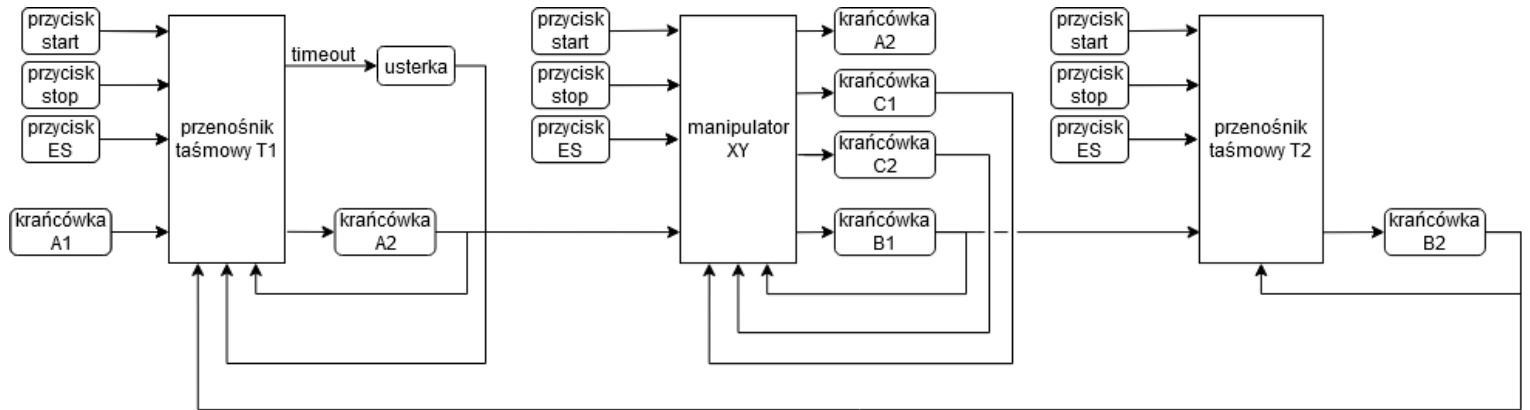 przycisk
start
przycisk
stop
przycisk
ES
krańcówka
A1
przenośnik
taśmowy T1
timeout
usterka
krańcówka
A2
przycisk
start
przycisk
stop
przycisk
ES
manipulator
XY
krańcówka
A2
krańcówka
C1
krańcówka
C2
krańcówka
B1
przycisk
start
przycisk
stop
przycisk
ES
przenośnik
taśmowy T2
krańcówka
B2